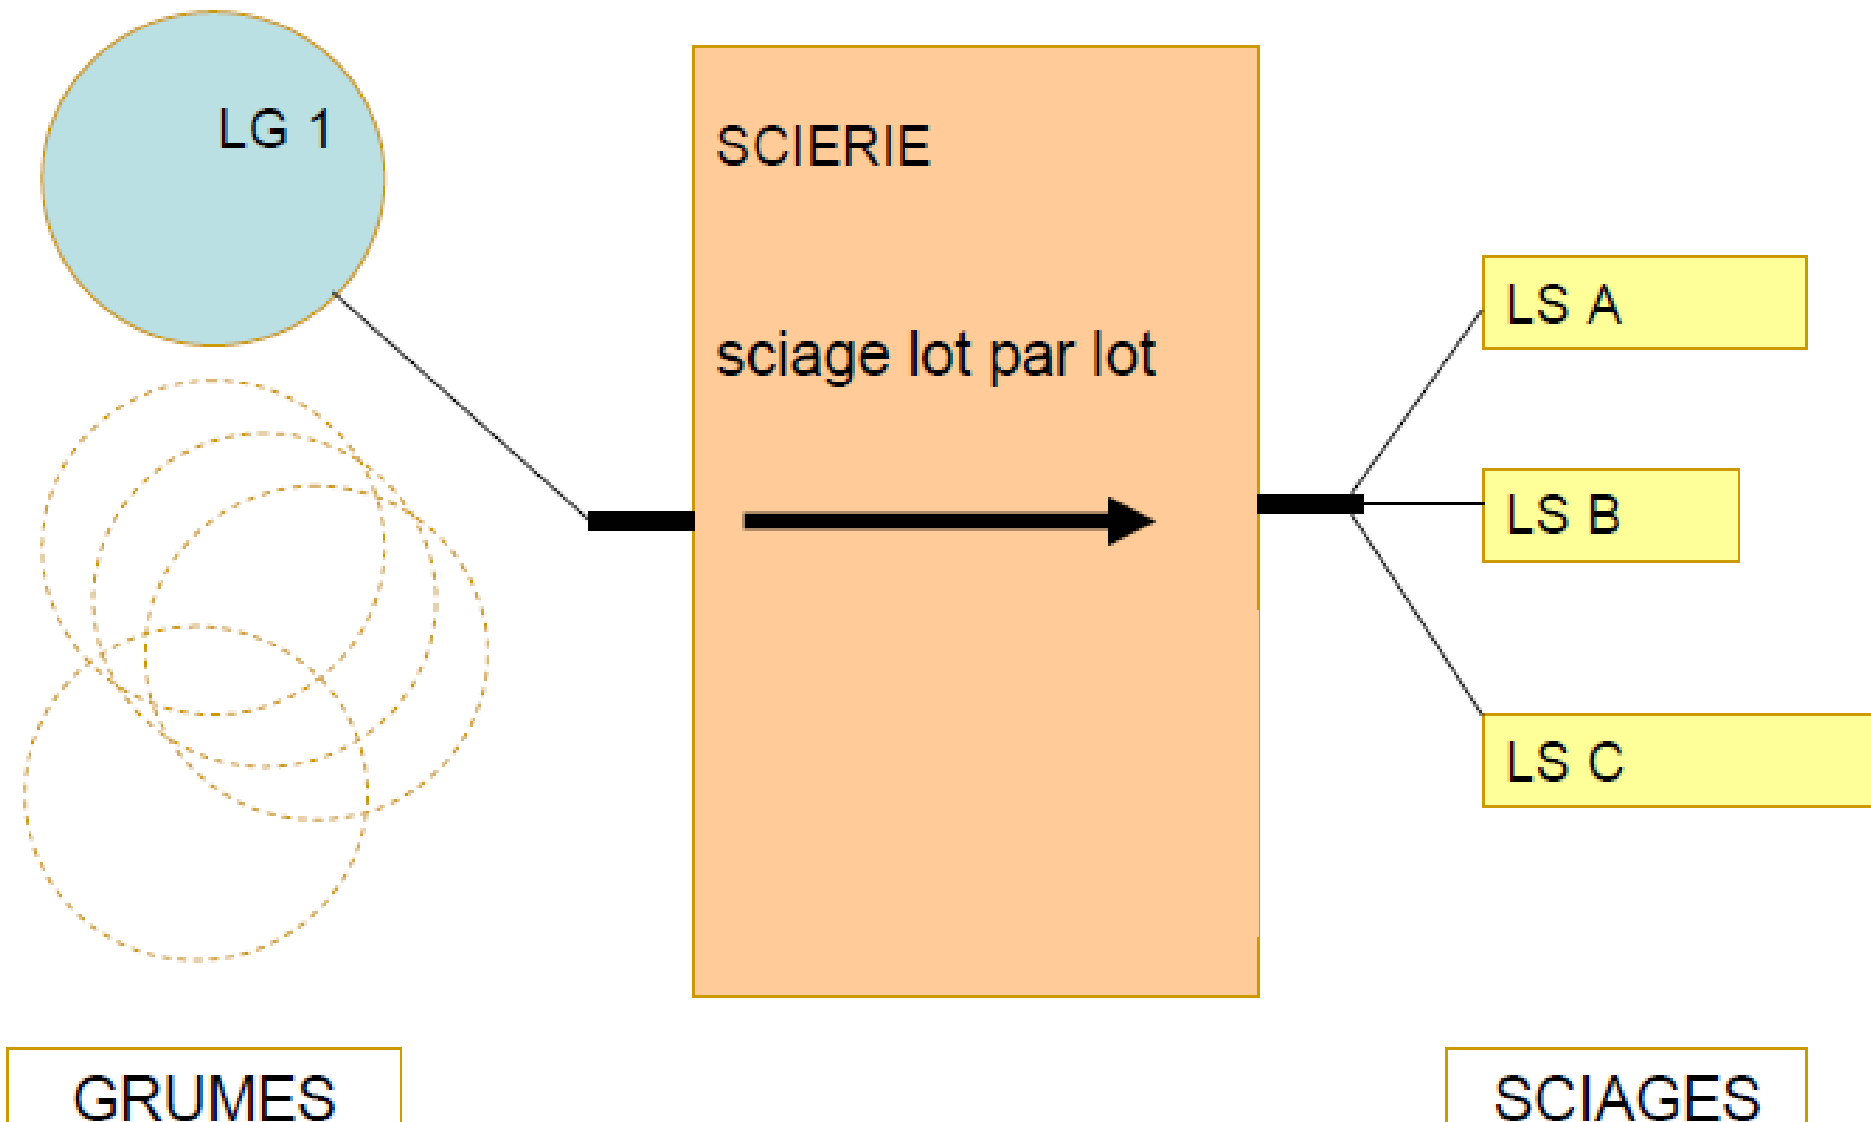 LG 1
SCIERIE
sciage lot par lot
LS A
LS B
LS C
GRUMES
SCIAGES